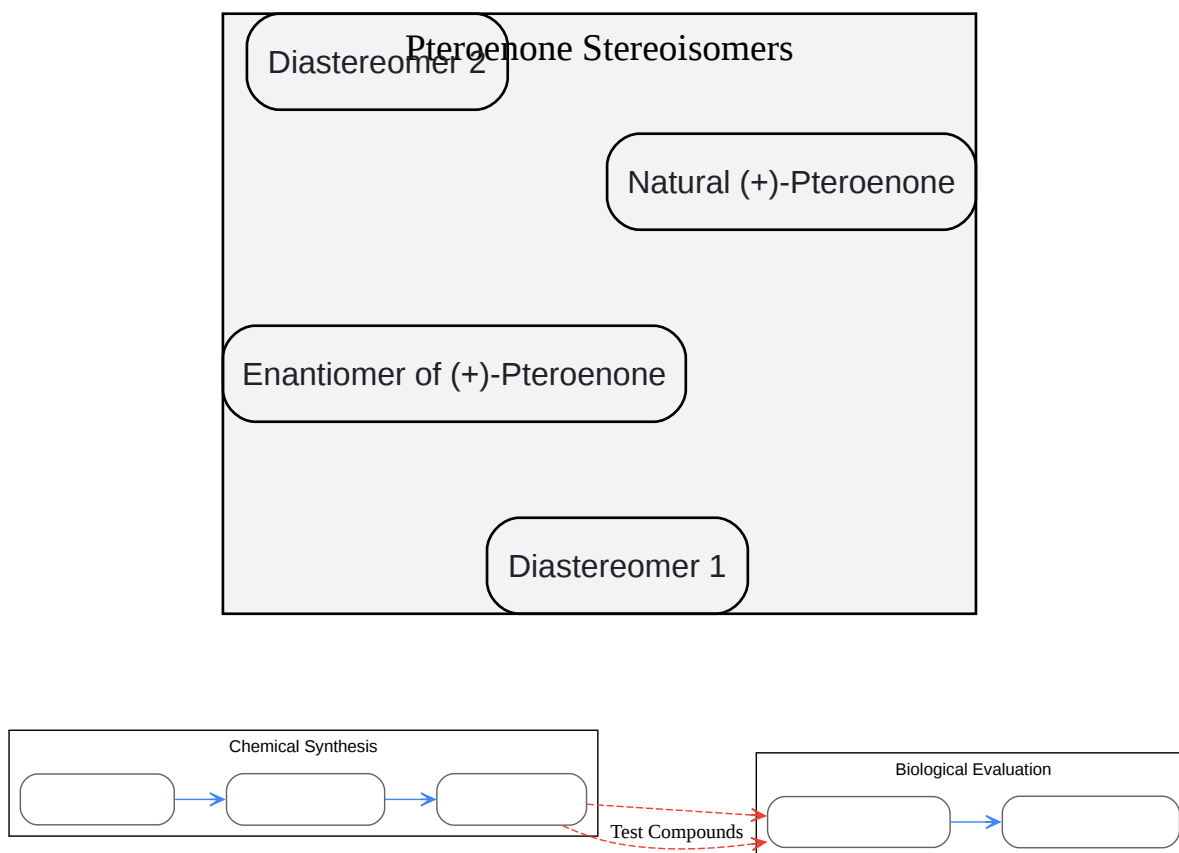 Pteroenone Stereoisomers
Diastereomer 2
Natural (+)-Pteroenone
Enantiomer of (+)-Pteroenone
Diastereomer 1
Chemical Synthesis
Biological Evaluation
Test Compounds